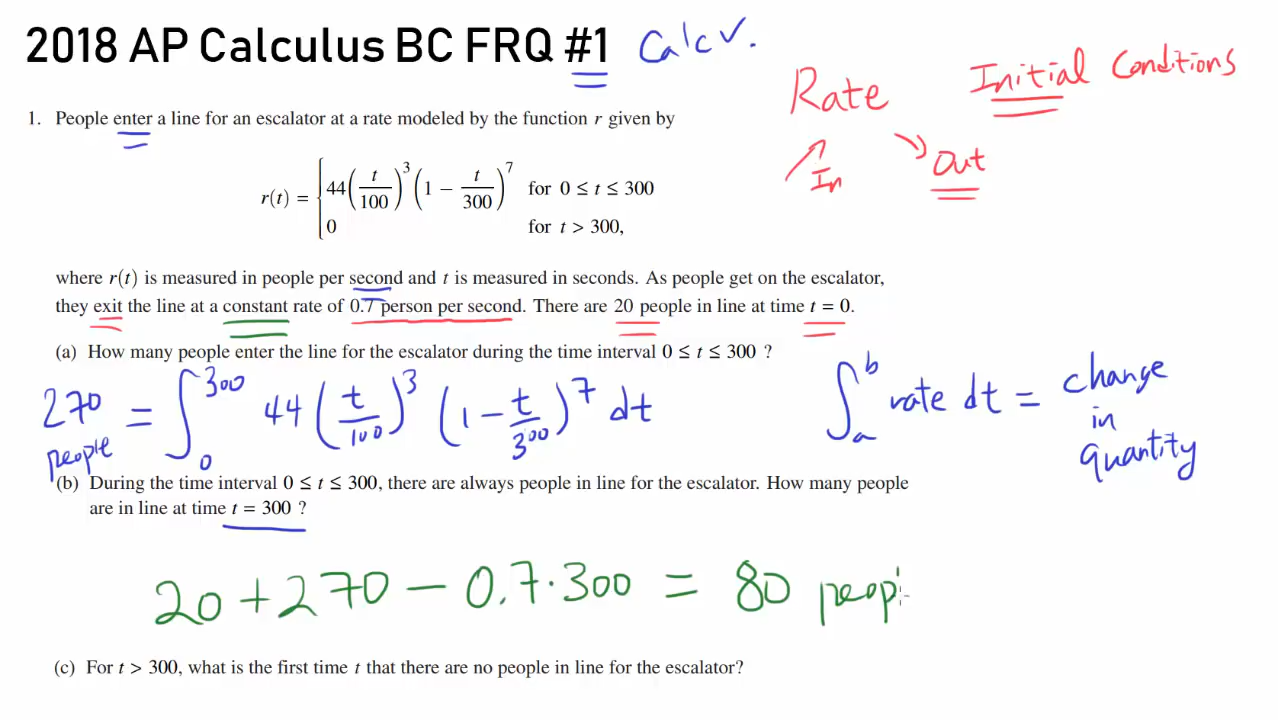 2018 AP Calculus BC FRQ #1 Calc ✓.
Rate Initial Conditions
In Out
1. People enter a line for an escalator at a rate modeled by the function r given by
r(t) = { 44(t/100)^3 (1 − t/300)^7 for 0 ≤ t ≤ 300
0 for t > 300,
where r(t) is measured in people per second and t is measured in seconds. As people get on the escalator,
they exit the line at a constant rate of 0.7 person per second. There are 20 people in line at time t = 0.
(a) How many people enter the line for the escalator during the time interval 0 ≤ t ≤ 300 ?
270 people = ∫_0^300 44 (t/100)^3 (1 − t/300)^7 dt
∫_a^b rate dt = change in quantity
(b) During the time interval 0 ≤ t ≤ 300, there are always people in line for the escalator. How many people
are in line at time t = 300 ?
20 + 270 − 0.7 · 300 = 80 peopl
(c) For t > 300, what is the first time t that there are no people in line for the escalator?